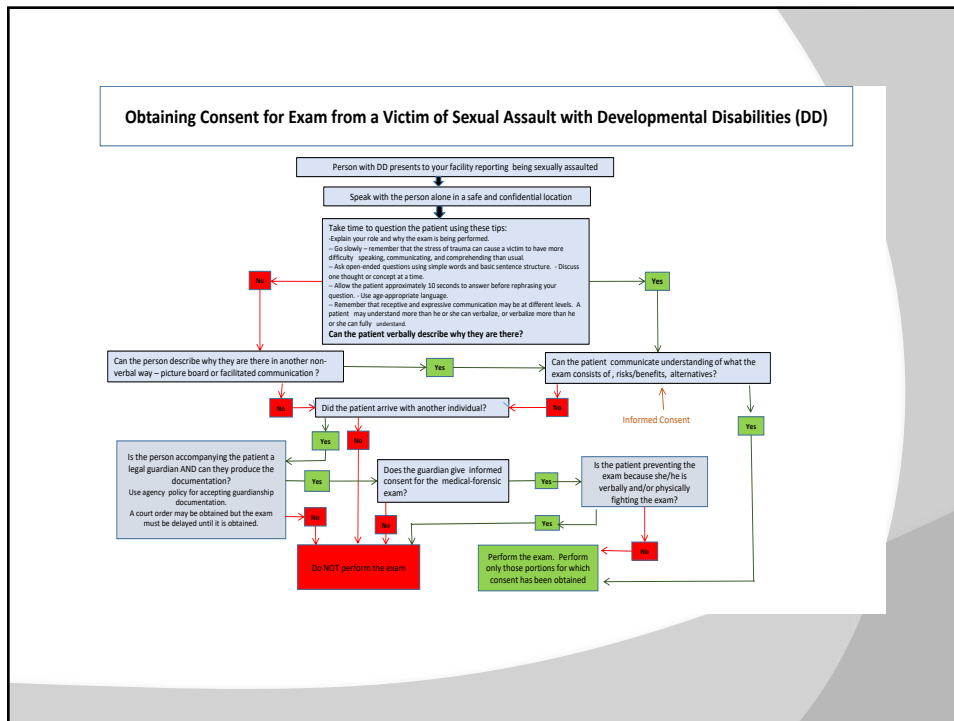 Obtaining Consent for Exam from a Victim of Sexual Assault with Developmental Disabilities (DD)
Person with DD presents to your facility reporting being sexually assaulted
Speak with the person alone in a safe and confidential location
Take time to question the patient using these tips:
-Explain your role and why the exam is being performed.
– Go slowly – remember that the stress of trauma can cause a victim to have more
difficulty speaking, communicating, and comprehending than usual.
– Ask open-ended questions using simple words and basic sentence structure. - Discuss
one thought or concept at a time.
– Allow the patient approximately 10 seconds to answer before rephrasing your
question. - Use age-appropriate language.
– Remember that receptive and expressive communication may be at different levels. A
patient may understand more than he or she can verbalize, or verbalize more than he
or she can fully understand.
Can the patient verbally describe why they are there?
No
Yes
Can the person describe why they are there in another non-
verbal way – picture board or facilitated communication ?
Yes
Can the patient communicate understanding of what the
exam consists of , risks/benefits, alternatives?
No
Did the patient arrive with another individual?
No
Informed Consent
Yes
Yes
No
Is the person accompanying the patient a
legal guardian AND can they produce the
documentation?
Use agency policy for accepting guardianship
documentation.
A court order may be obtained but the exam
must be delayed until it is obtained.
Yes
Does the guardian give informed
consent for the medical-forensic
exam?
Yes
Is the patient preventing the
exam because she/he is
verbally and/or physically
fighting the exam?
No
No
Yes
No
Do NOT perform the exam
Perform the exam. Perform
only those portions for which
consent has been obtained